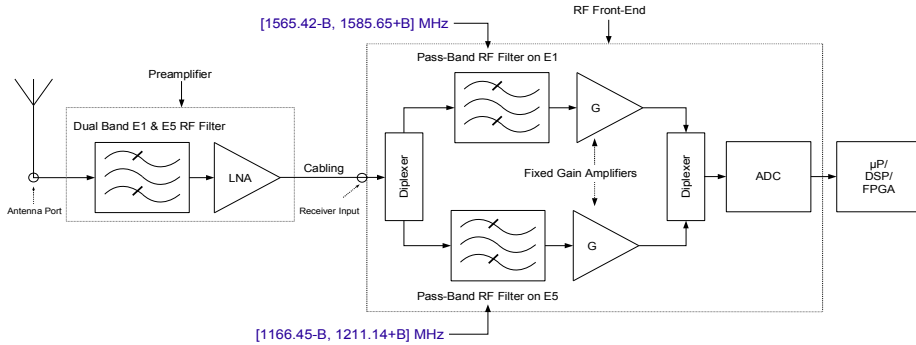 [1565.42-B, 1585.65+B] MHz
RF Front-End
Pass-Band RF Filter on E1
Preamplifier
G
Dual Band E1 & E5 RF Filter
LNA
Cabling
Diplexer
Fixed Gain Amplifiers
Diplexer
ADC
µP/
DSP/
FPGA
Antenna Port
Receiver Input
G
Pass-Band RF Filter on E5
[1166.45-B, 1211.14+B] MHz